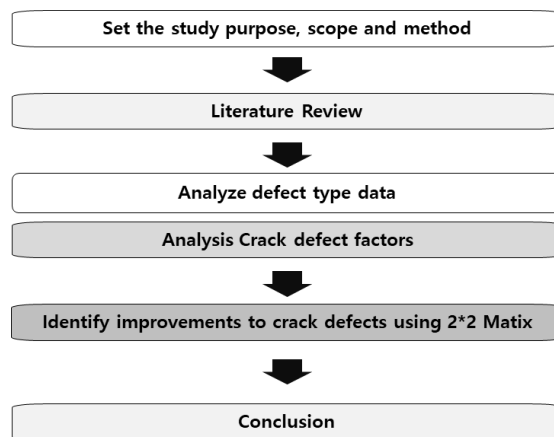 Set the study purpose, scope and method
Literature Review
Analyze defect type data
Analysis Crack defect factors
Identify improvements to crack defects using 2*2 Matix
Conclusion